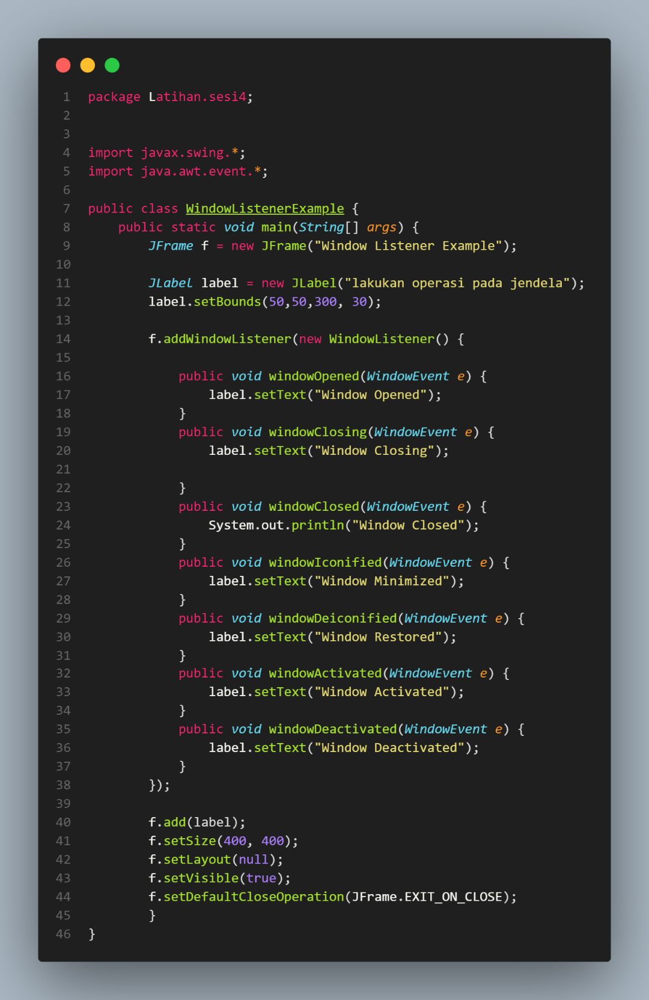 1 package Latihan.sesi4;
2
3
4 import javax.swing.*;
5 import java.awt.event.*;
6
7 public class WindowListenerExample {
8     public static void main(String[] args) {
9         JFrame f = new JFrame("Window Listener Example");
10
11         JLabel label = new JLabel("lakukan operasi pada jendela");
12         label.setBounds(50,50,300, 30);
13
14         f.addWindowListener(new WindowListener() {
15
16             public void windowOpened(WindowEvent e) {
17                 label.setText("Window Opened");
18             }
19             public void windowClosing(WindowEvent e) {
20                 label.setText("Window Closing");
21
22             }
23             public void windowClosed(WindowEvent e) {
24                 System.out.println("Window Closed");
25             }
26             public void windowIconified(WindowEvent e) {
27                 label.setText("Window Minimized");
28             }
29             public void windowDeiconified(WindowEvent e) {
30                 label.setText("Window Restored");
31             }
32             public void windowActivated(WindowEvent e) {
33                 label.setText("Window Activated");
34             }
35             public void windowDeactivated(WindowEvent e) {
36                 label.setText("Window Deactivated");
37             }
38         });
39
40         f.add(label);
41         f.setSize(400, 400);
42         f.setLayout(null);
43         f.setVisible(true);
44         f.setDefaultCloseOperation(JFrame.EXIT_ON_CLOSE);
45         }
46 }